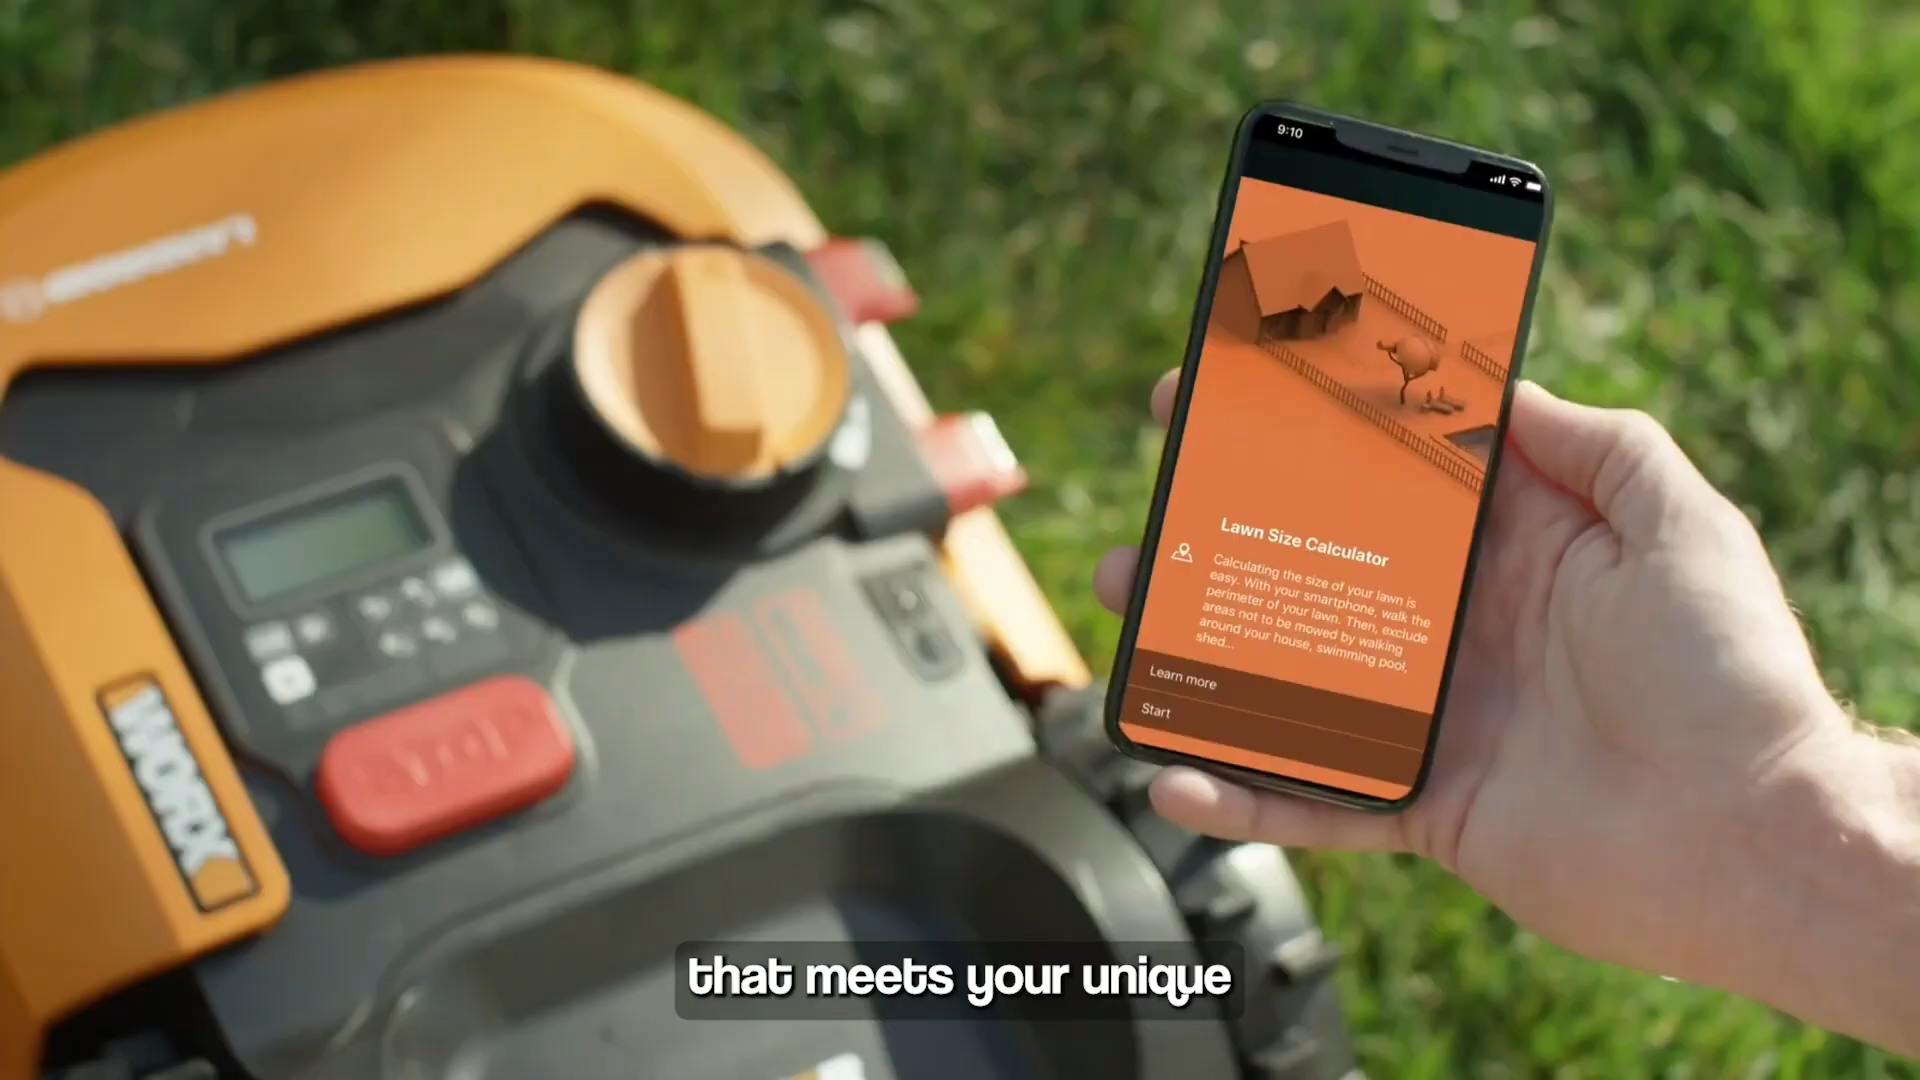 9:10
Lawn Size Calculator
Calculating the size of your lawn is
easy. With your smartphone, walk the
perimeter of your lawn. Then, exclude
areas not to be mowed by walking
around your house, swimming pool,
shed...
Learn more
Start
WORX
that meets your unique